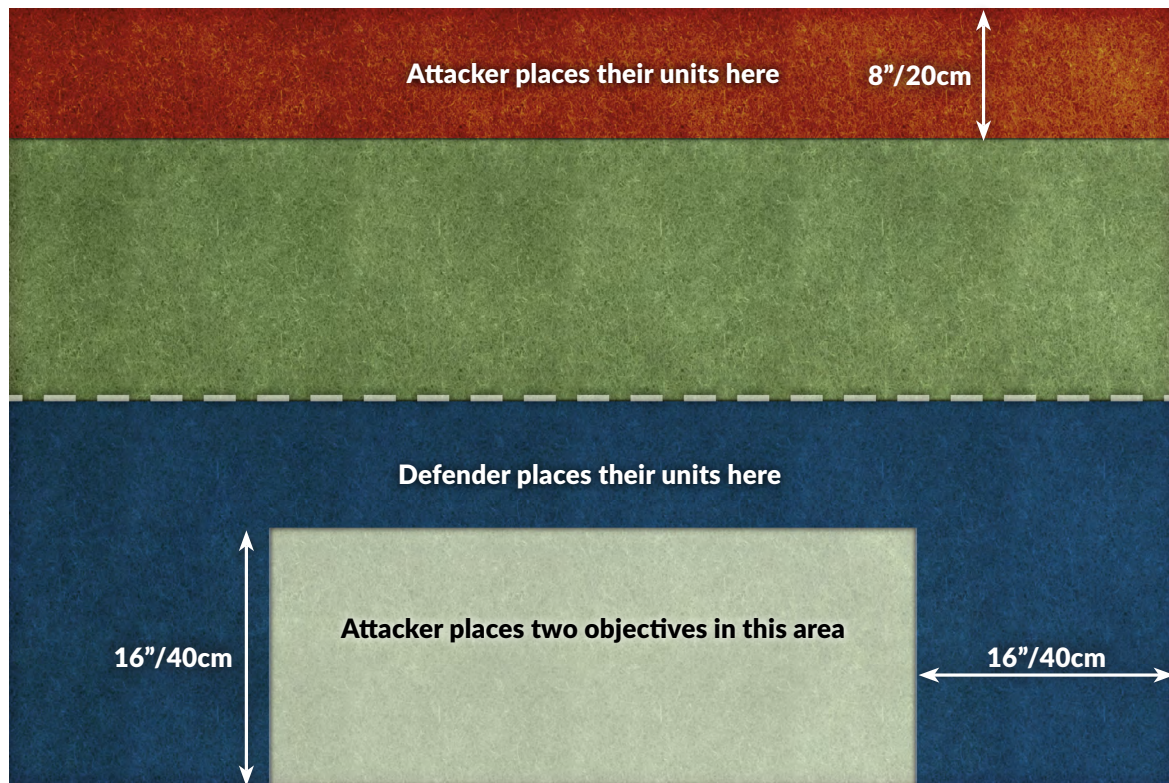 Attacker places their units here
8”/20cm
Defender places their units here
Attacker places two objectives in this area
16”/40cm
16”/40cm